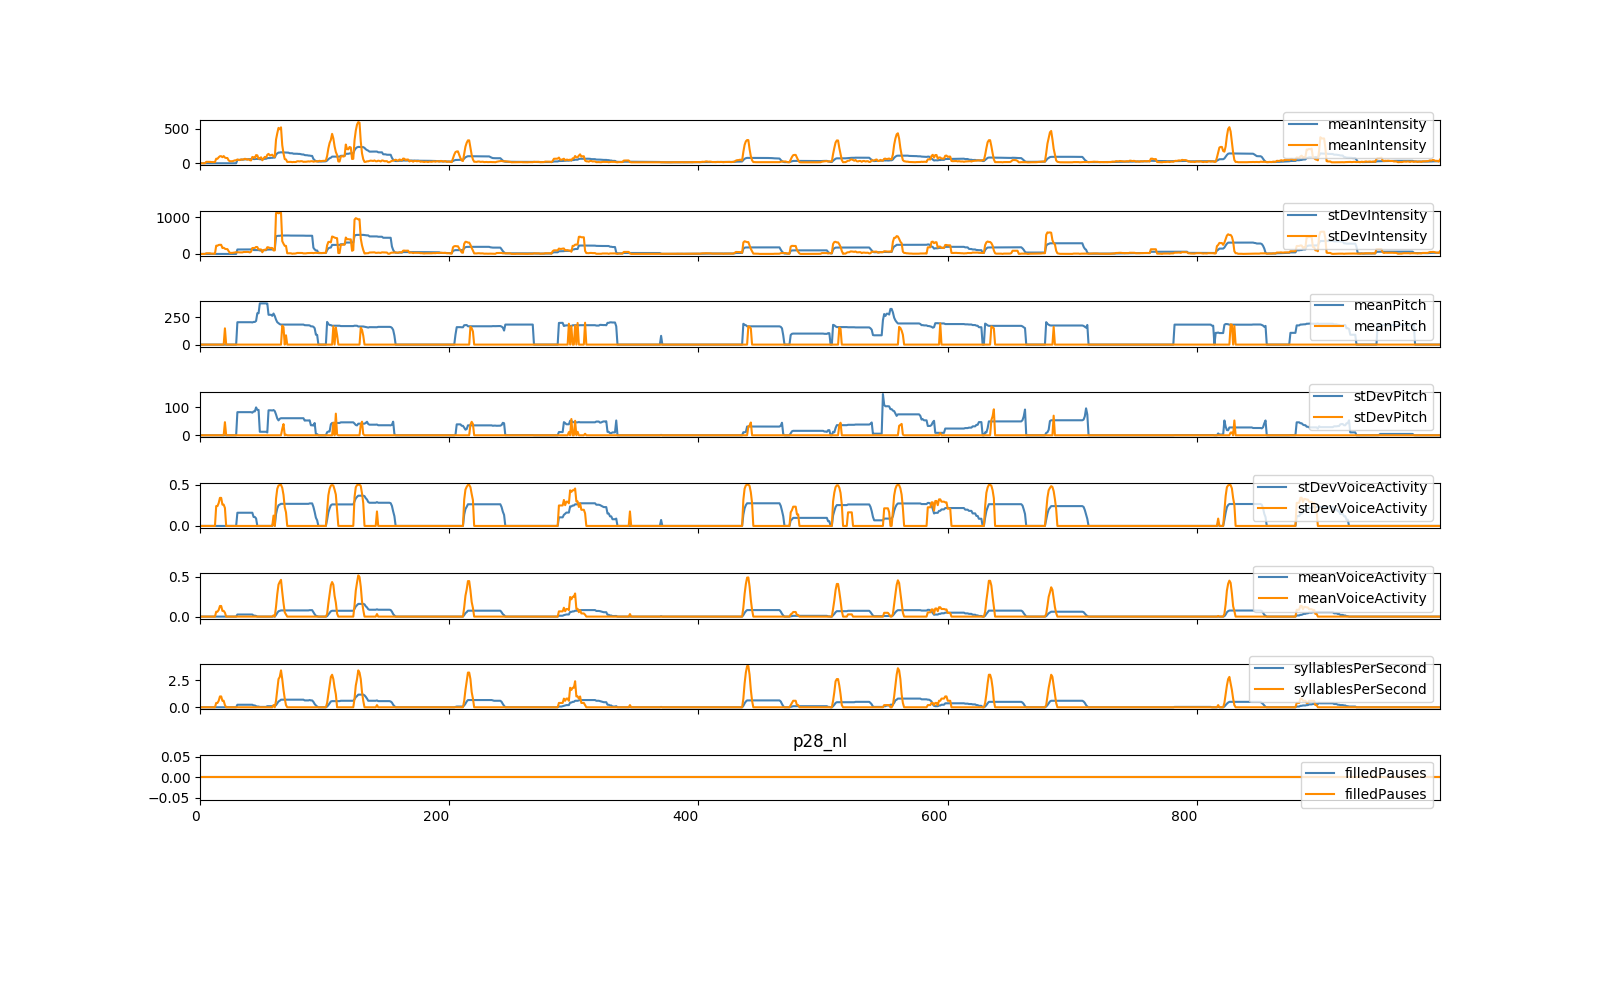 500
0
meanIntensity
meanIntensity
1000
0
stDevIntensity
stDevIntensity
250
0
meanPitch
meanPitch
100
0
stDevPitch
stDevPitch
0.5
0.0
stDevVoiceActivity
stDevVoiceActivity
0.5
0.0
meanVoiceActivity
meanVoiceActivity
2.5
0.0
syllablesPerSecond
syllablesPerSecond
p28_nl
0.05
0.00
−0.05
filledPauses
filledPauses
0 200 400 600 800